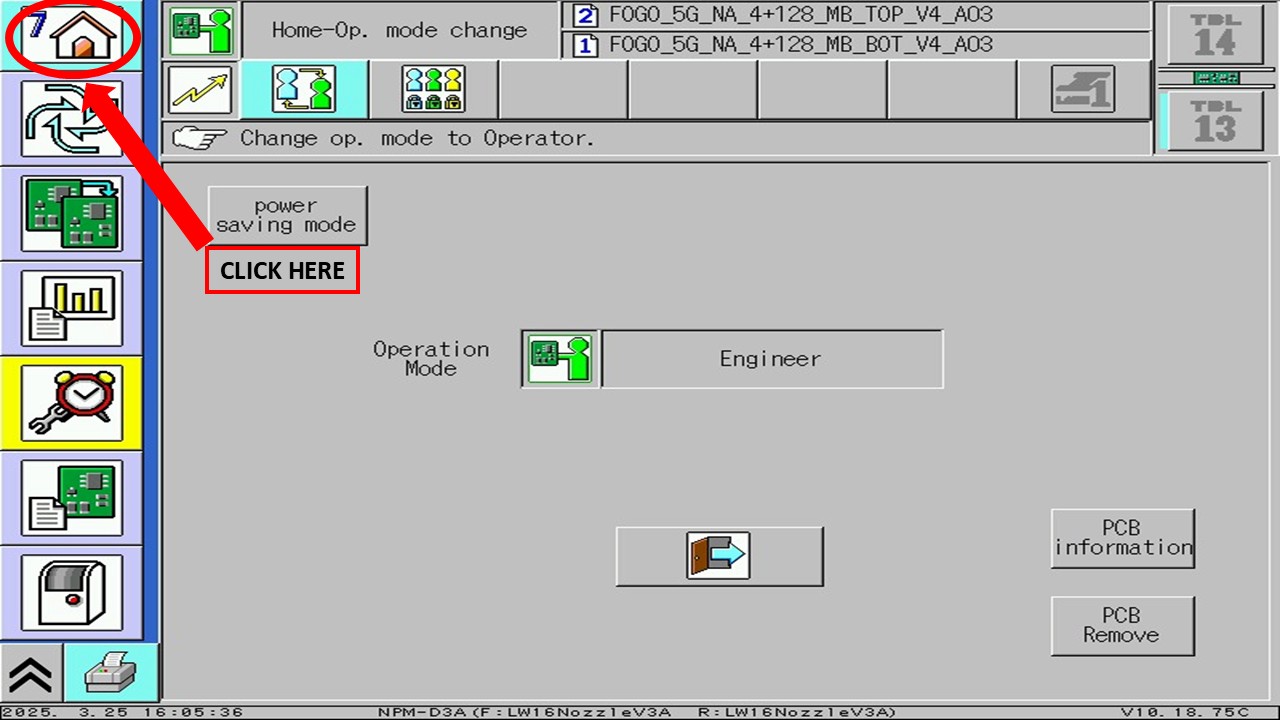 7
Home-Op. mode change
2 FOGO_5G_NA_4+128_MB_TOP_V4_A03
1 FOGO_5G_NA_4+128_MB_BOT_V4_A03
TBL
14
1
Change op. mode to Operator.
TBL
13
power
saving mode
CLICK HERE
Operation
Mode
Engineer
PCB
information
PCB
Remove
2025. 3.25 16:05:36
NPM-D3A(F:LW16NozzleV3A R:LW16NozzleV3A)
V10.18.75C